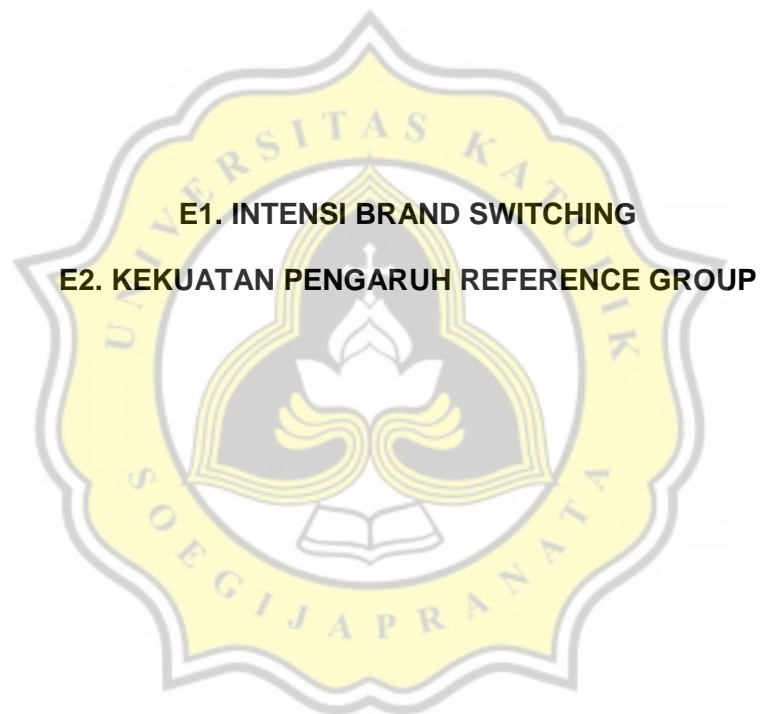 UNIVERSITAS KATOLIK
E1. INTENSI BRAND SWITCHING
E2. KEKUATAN PENGARUH REFERENCE GROUP
SOEGIJAPRANATA